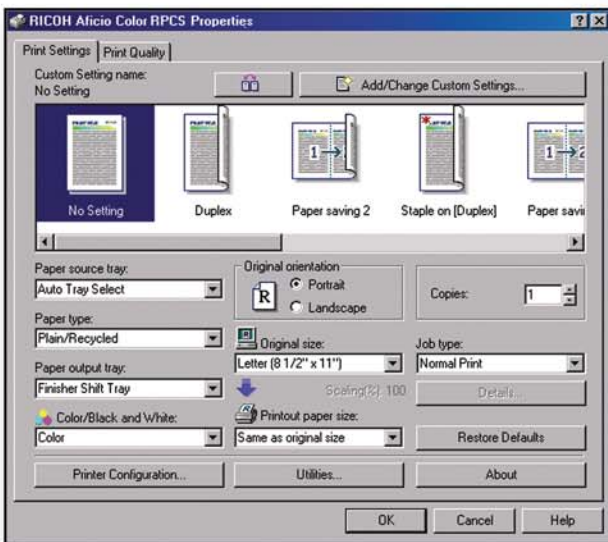 RICOH Aficio Color RPCS Properties
Print Settings Print Quality
Custom Setting name:
No Setting
Add/Change Custom Settings...
No Setting Duplex Paper saving 2 Staple on [Duplex] Paper savi
1 2
Paper source tray:
Auto Tray Select
Original orientation
R
Portrait
Landscape
Copies: 1
Paper type:
Plain/Recycled
Original size:
Letter (8 1/2" x 11")
Job type:
Normal Print
Paper output tray:
Finisher Shift Tray
Scaling(%): 100
Details...
Color/Black and White:
Color
Printout paper size:
Same as original size
Restore Defaults
Printer Configuration... Utilities... About
OK Cancel Help